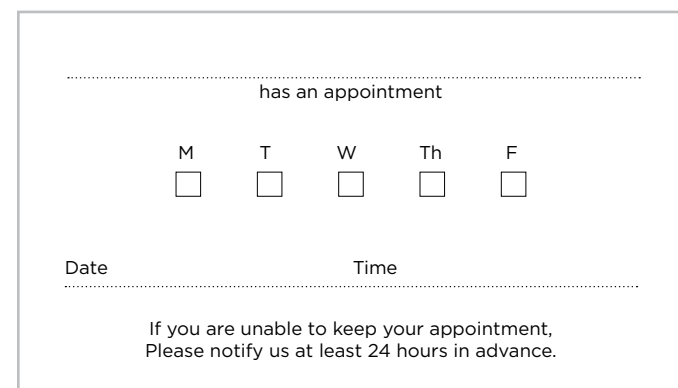 has an appointment
M T W Th F
Date Time
If you are unable to keep your appointment,
Please notify us at least 24 hours in advance.